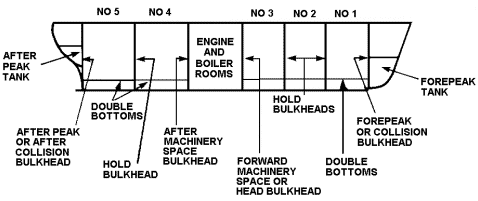 NO 5
NO 4
NO 3
NO 2
NO 1
AFTER
PEAK
TANK
ENGINE
AND
BOILER
ROOMS
FOREPEAK
TANK
DOUBLE
BOTTOMS
HOLD
BULKHEADS
AFTER PEAK
OR AFTER
COLLISION
BULKHEAD
HOLD
BULKHEAD
AFTER
MACHINERY
SPACE
BULKHEAD
FORWARD
MACHINERY
SPACE OR
HEAD BULKHEAD
DOUBLE
BOTTOMS
FOREPEAK
OR COLLISION
BULKHEAD